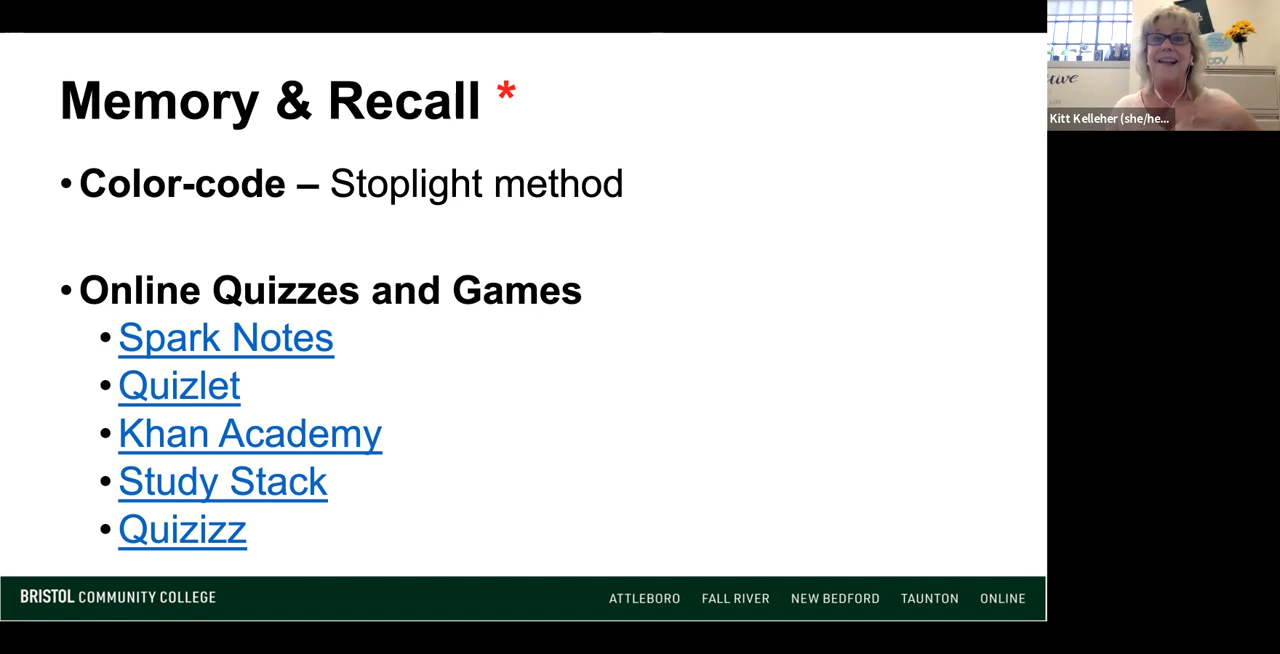 Memory & Recall *
• Color-code – Stoplight method
• Online Quizzes and Games
• Spark Notes
• Quizlet
• Khan Academy
• Study Stack
• Quizizz
BRISTOL COMMUNITY COLLEGE
ATTLEBORO FALL RIVER NEW BEDFORD TAUNTON ONLINE
Kitt Kelleher (she/he...